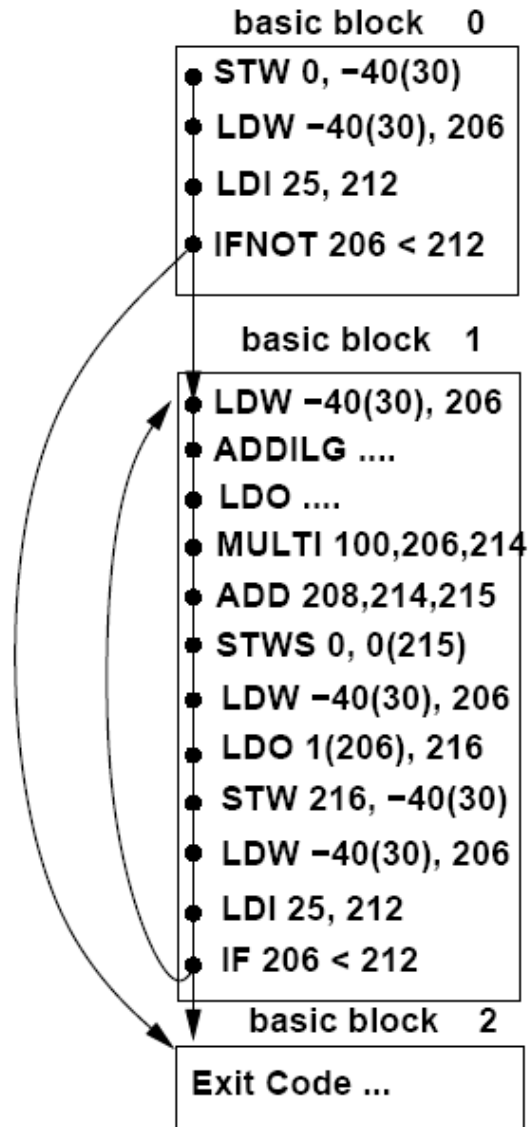 basic block 0
STW 0, −40(30)
LDW −40(30), 206
LDI 25, 212
IFNOT 206 < 212
basic block 1
LDW −40(30), 206
ADDILG ....
LDO ....
MULTI 100,206,214
ADD 208,214,215
STWS 0, 0(215)
LDW −40(30), 206
LDO 1(206), 216
STW 216, −40(30)
LDW −40(30), 206
LDI 25, 212
IF 206 < 212
basic block 2
Exit Code ...